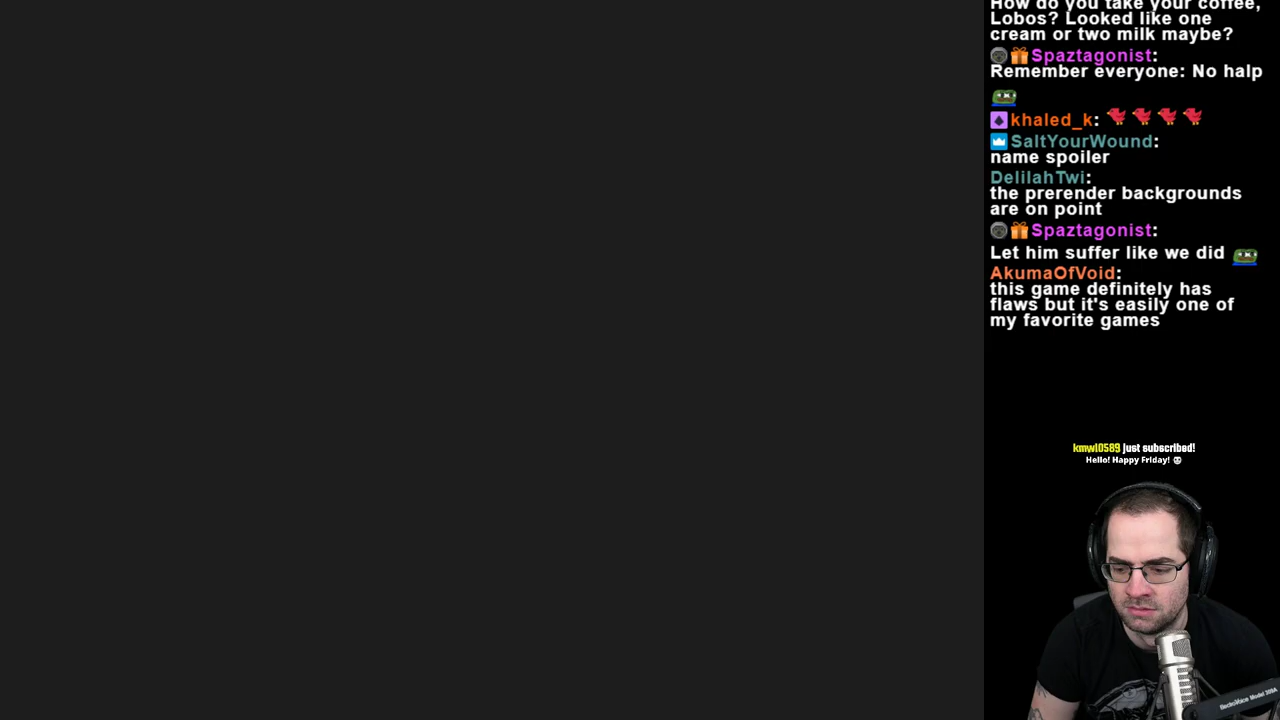 How do you take your coffee,
Lobos? Looked like one
cream or two milk maybe?
Spaztagonist:
Remember everyone: No halp
khaled_k:
SaltYourWound:
name spoiler
DelilahTwi:
the prerender backgrounds
are on point
Spaztagonist:
Let him suffer like we did
AkumaOfVoid:
this game definitely has
flaws but it's easily one of
my favorite games
kmwl0589 just subscribed!
Hello! Happy Friday!
ElectroVoice Model 309A